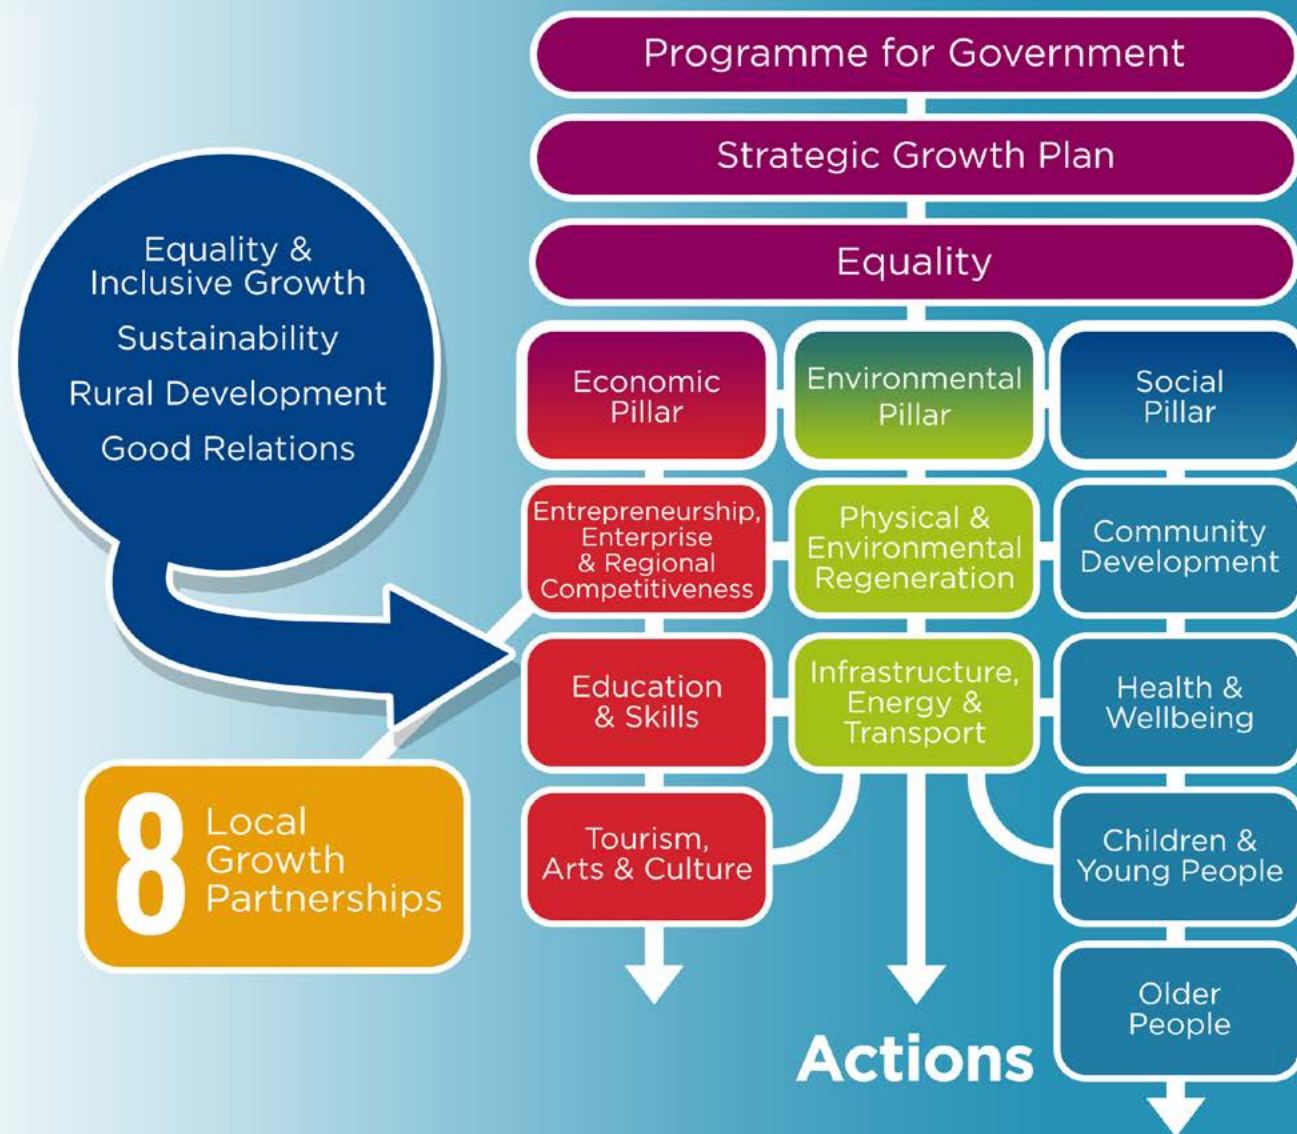 Programme for Government
Strategic Growth Plan
Equality
Equality &
Inclusive Growth
Sustainability
Rural Development
Good Relations
Economic
Pillar
Environmental
Pillar
Social
Pillar
Entrepreneurship,
Enterprise
& Regional
Competitiveness
Physical &
Environmental
Regeneration
Community
Development
Education
& Skills
Infrastructure,
Energy &
Transport
Health &
Wellbeing
8 Local
Growth
Partnerships
Tourism,
Arts & Culture
Children &
Young People
Older
People
Actions